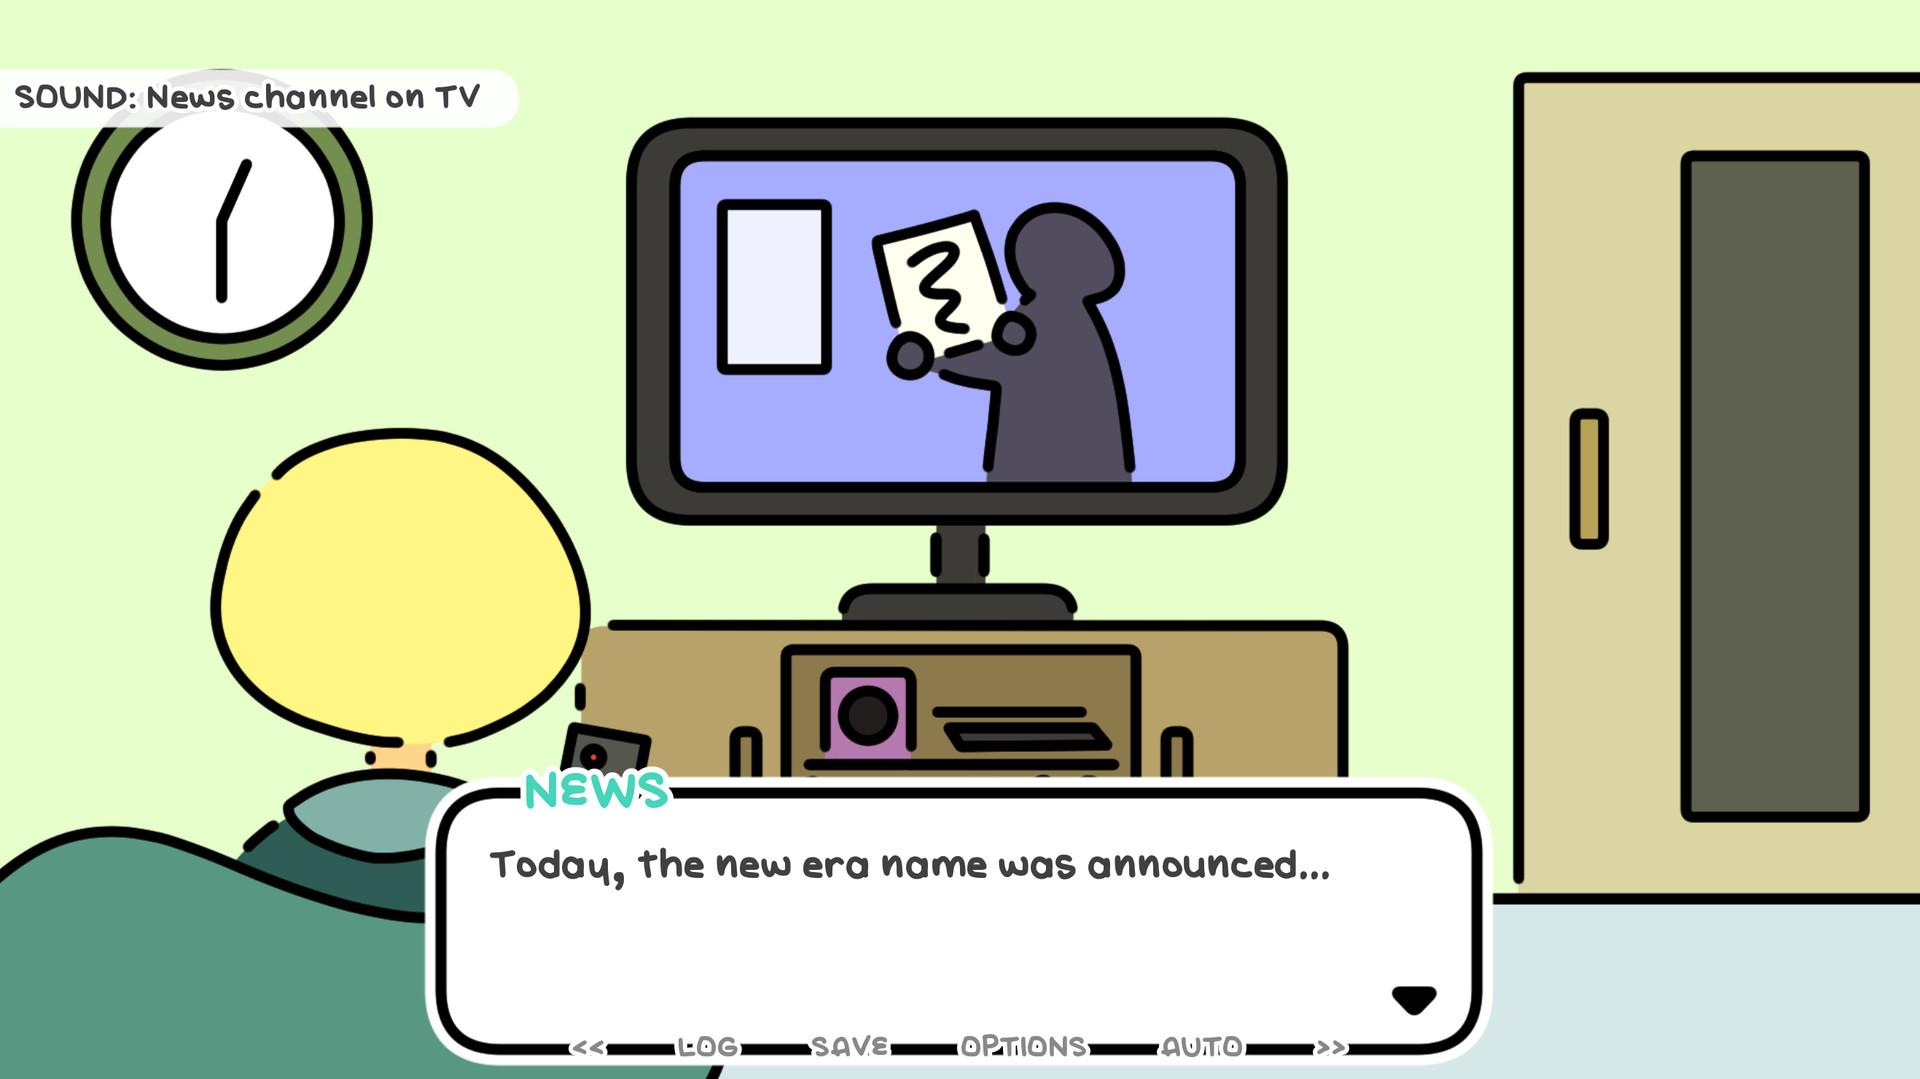 SOUND: News channel on TV
NEWS
Today, the new era name was announced...
<< LOG SAVE OPTIONS AUTO >>